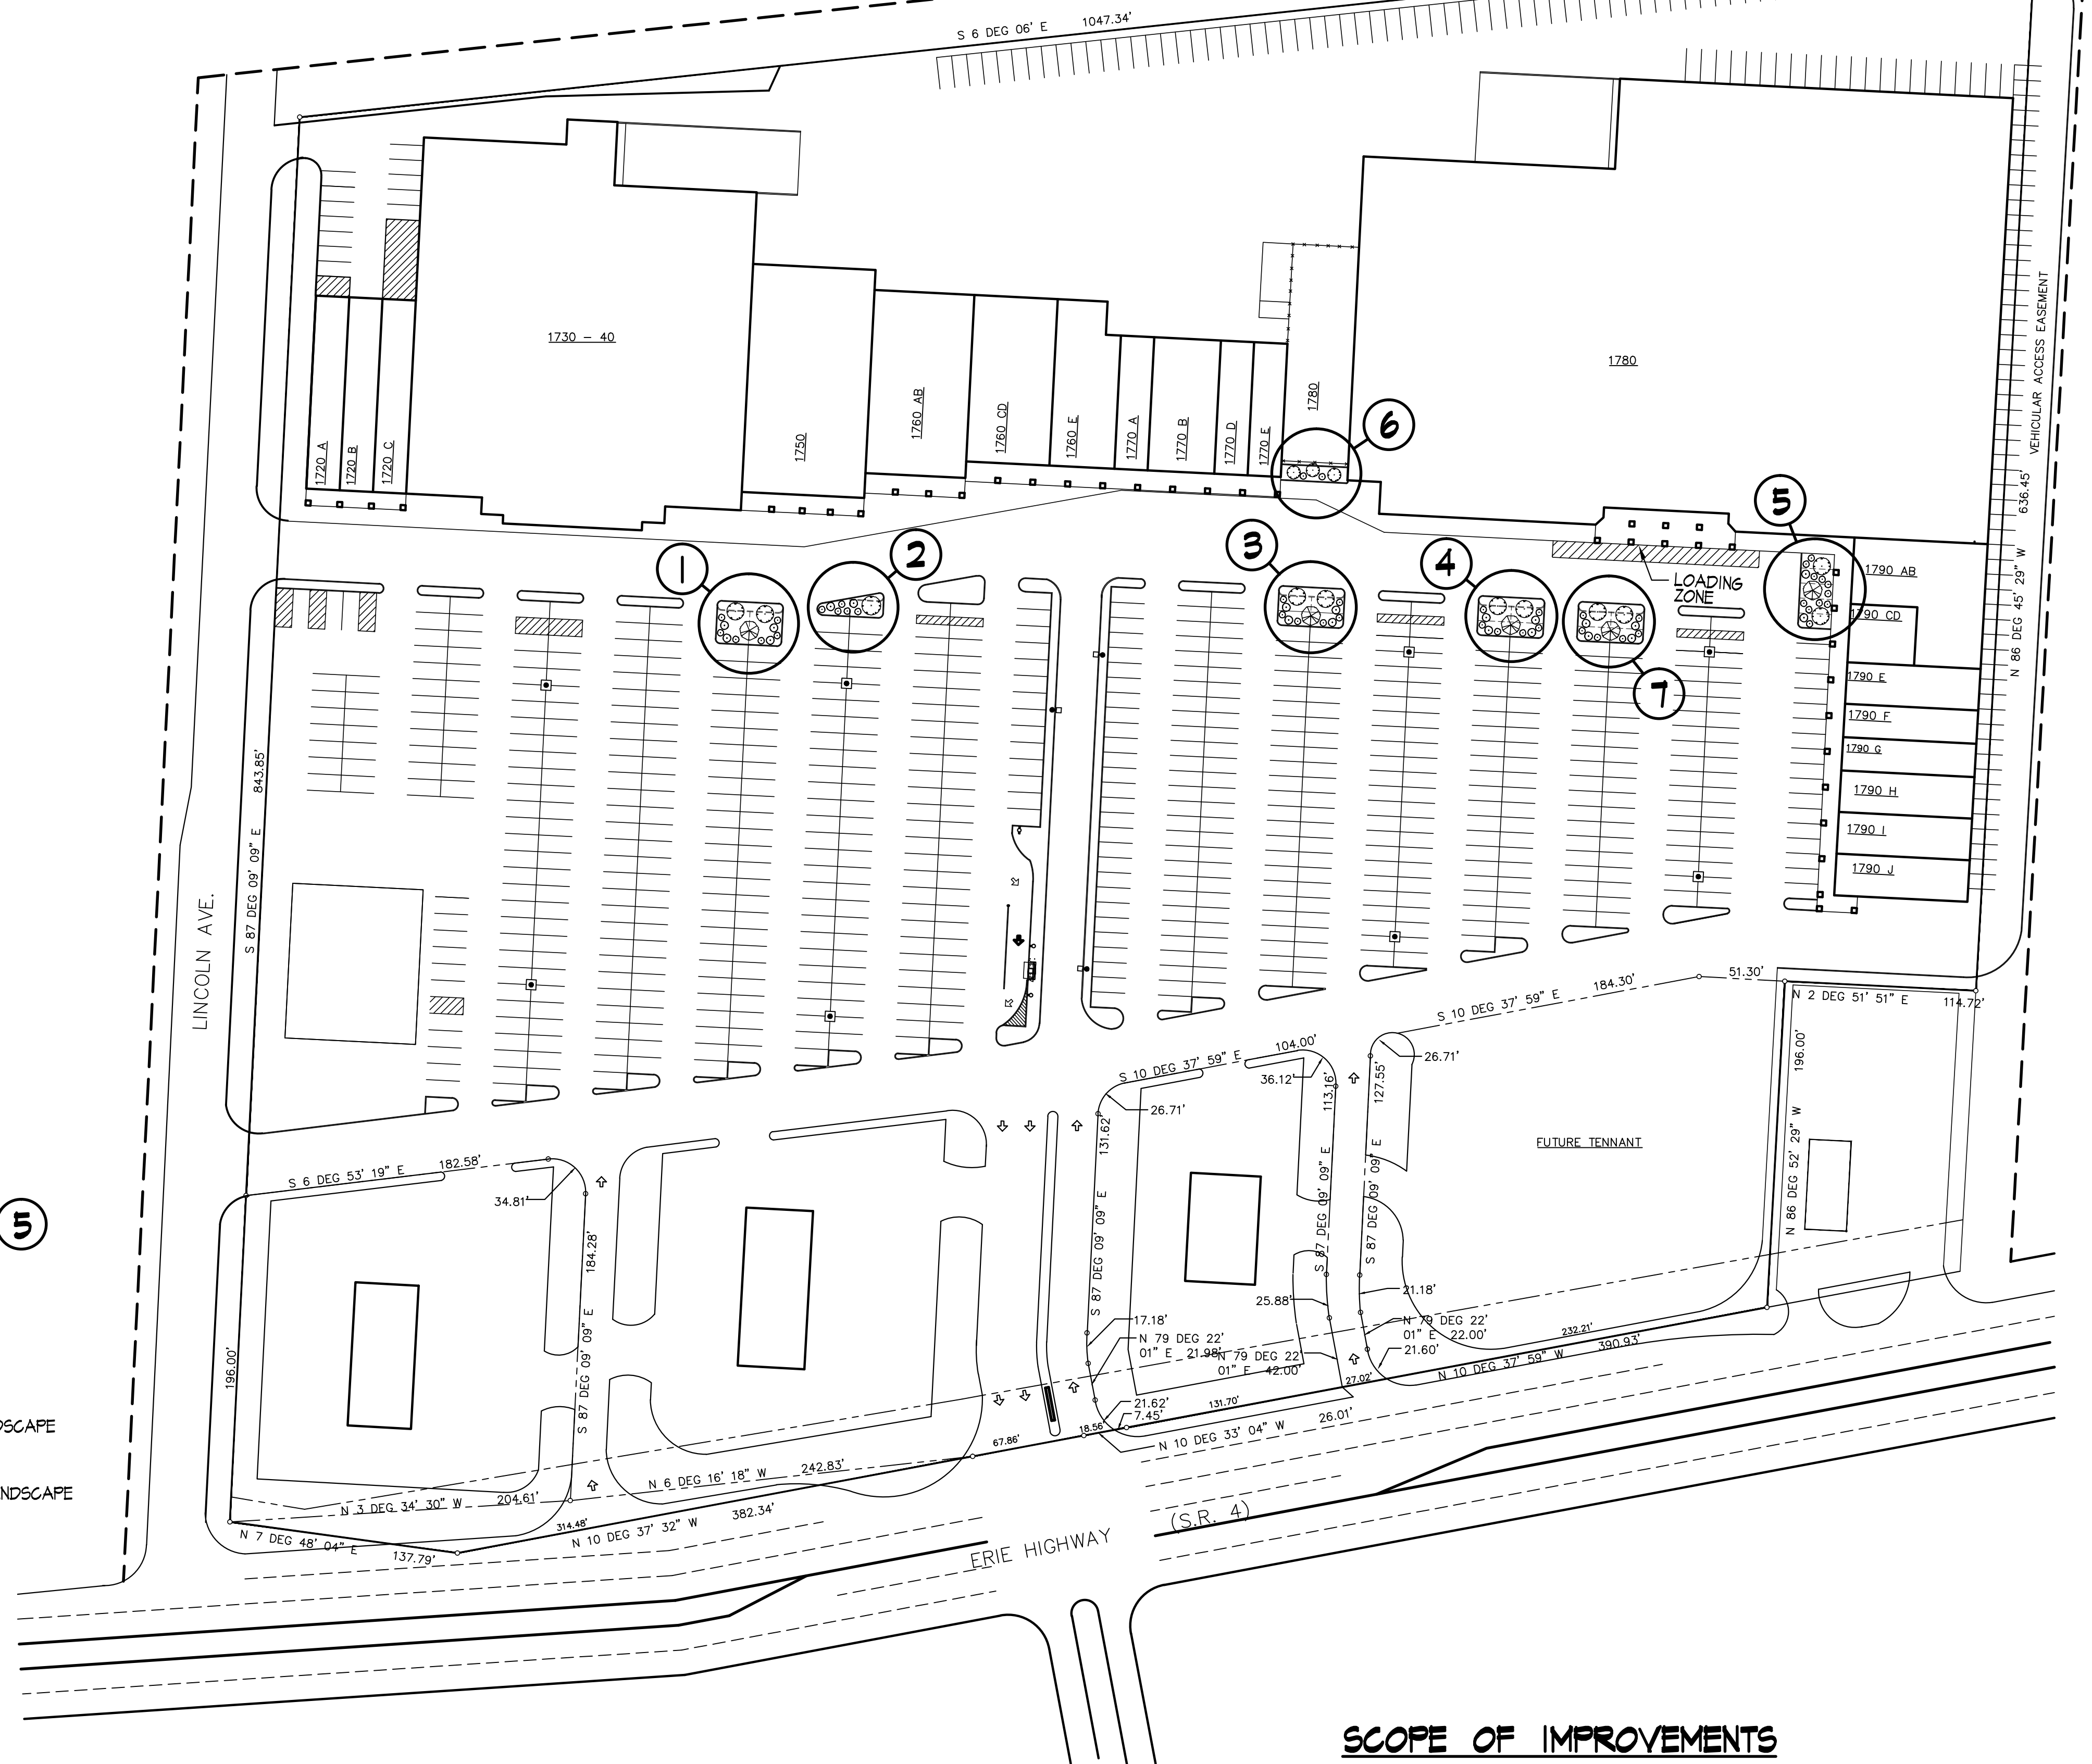 S 6 DEG 06' E 1047.34'
1730 - 40
1780
VEHICULAR ACCESS EASEMENT
636.45'
N 86 DEG 45' 29" W
1720 A
1720 B
1720 C
1750
1760 AB
1760 CD
1760 E
1770 A
1770 B
1770 D
1770 E
1780
6
5
1
2
3
4
7
LOADING
ZONE
1790 AB
1790 CD
1790 E
1790 F
1790 G
1790 H
1790 I
1790 J
843.85'
S 87 DEG 09' 09" E
LINCOLN AVE.
S 10 DEG 37' 59" E 184.30'
51.30'
N 2 DEG 51' 51" E 114.72'
S 10 DEG 37' 59" E 104.00'
36.12'
26.71'
26.71'
113.16'
127.55'
131.62'
196.00'
N 86 DEG 52' 29" W
FUTURE TENNANT
S 6 DEG 53' 19" E 182.58'
34.81'
184.28'
S 87 DEG 09' 09" E
S 87 DEG 09' 09" E
S 87 DEG 09' 09" E
S 87 DEG 09' 09" E
5
196.00'
17.18'
N 79 DEG 22'
01" E 21.98'
25.88'
N 79 DEG 22'
01" E 42.00'
21.18'
N 79 DEG 22'
01" E 22.00'
21.60'
232.21'
N 10 DEG 37' 59" W 390.93'
27.02'
131.70'
21.62'
7.45'
18.56'
67.86'
N 10 DEG 33' 04" W 26.01'
N 3 DEG 34' 30" W 204.61'
N 6 DEG 16' 18" W 242.83'
314.48'
N 10 DEG 37' 32" W 382.34'
N 7 DEG 48' 04" E 137.79'
DSCAPE
NDSCAPE
ERIE HIGHWAY
(S.R. 4)
SCOPE OF IMPROVEMENTS